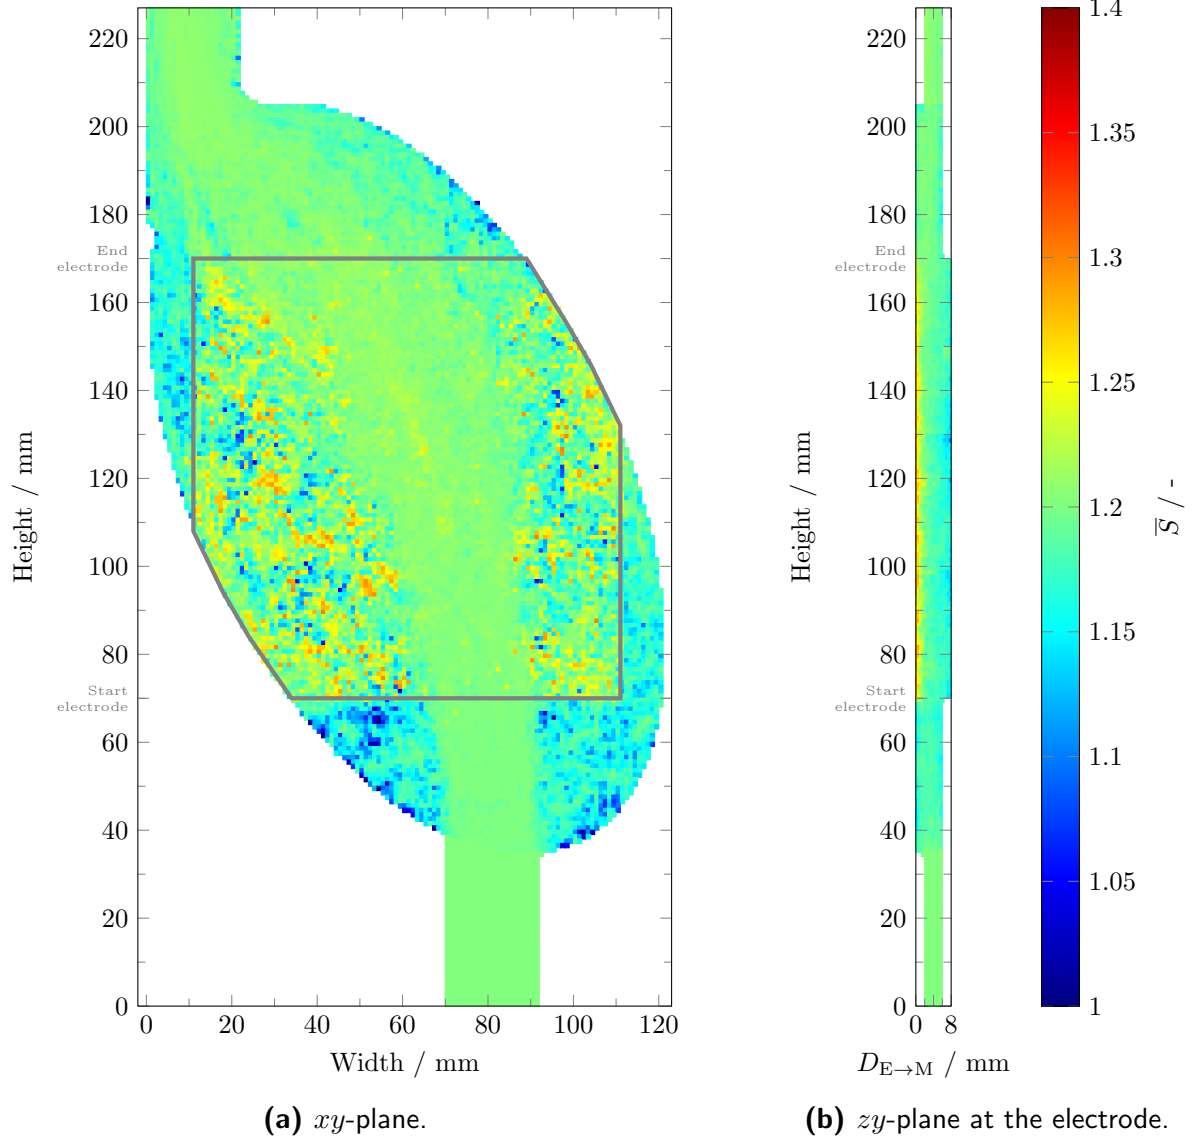 220
200
180
End
electrode
160
140
120
100
80
Start
electrode
60
40
20
0
Height / mm
0 20 40 60 80 100 120
Width / mm
(a) xy-plane.
220
200
180
End
electrode
160
140
120
100
80
Start
electrode
60
40
20
0
Height / mm
0 8
D_{E→M} / mm
(b) zy-plane at the electrode.
1.4
1.35
1.3
1.25
1.2
1.15
1.1
1.05
1
S̅ / -